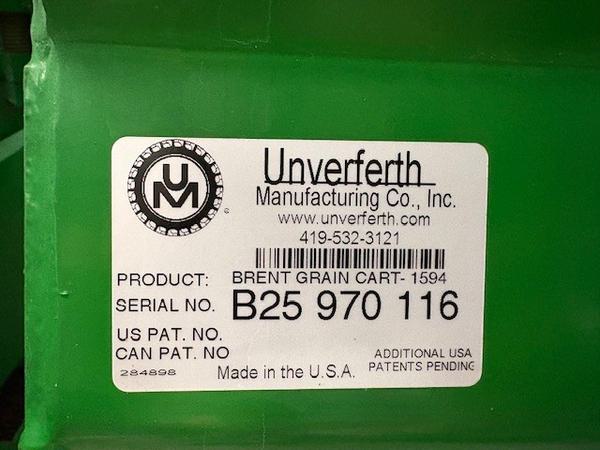 UM
Unverferth
Manufacturing Co., Inc.
www.unverferth.com
419-532-3121
PRODUCT: BRENT GRAIN CART- 1594
SERIAL NO. B25 970 116
US PAT. NO.
CAN PAT. NO
ADDITIONAL USA
PATENTS PENDING
284898
Made in the U.S.A.